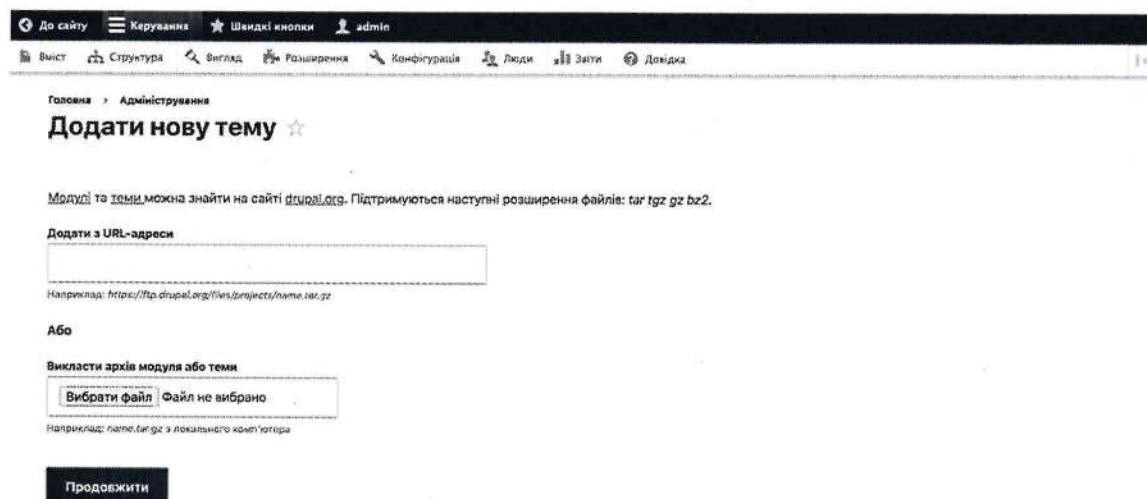 До сайту Керування Швидкі кнопки admin
Вміст Структура Вигляд Розширення Конфігурація Люди Звіти Довідка
Головна > Адміністрування
Додати нову тему
Модулі та теми можна знайти на сайті drupal.org. Підтримуються наступні розширення файлів: tar tgz gz bz2.
Додати з URL-адреси
Наприклад: https://ftp.drupal.org/files/projects/name.tar.gz
Або
Викласти архів модуля або теми
Вибрати файл Файл не вибрано
Наприклад: name.tar.gz з локального комп'ютера
Продовжити